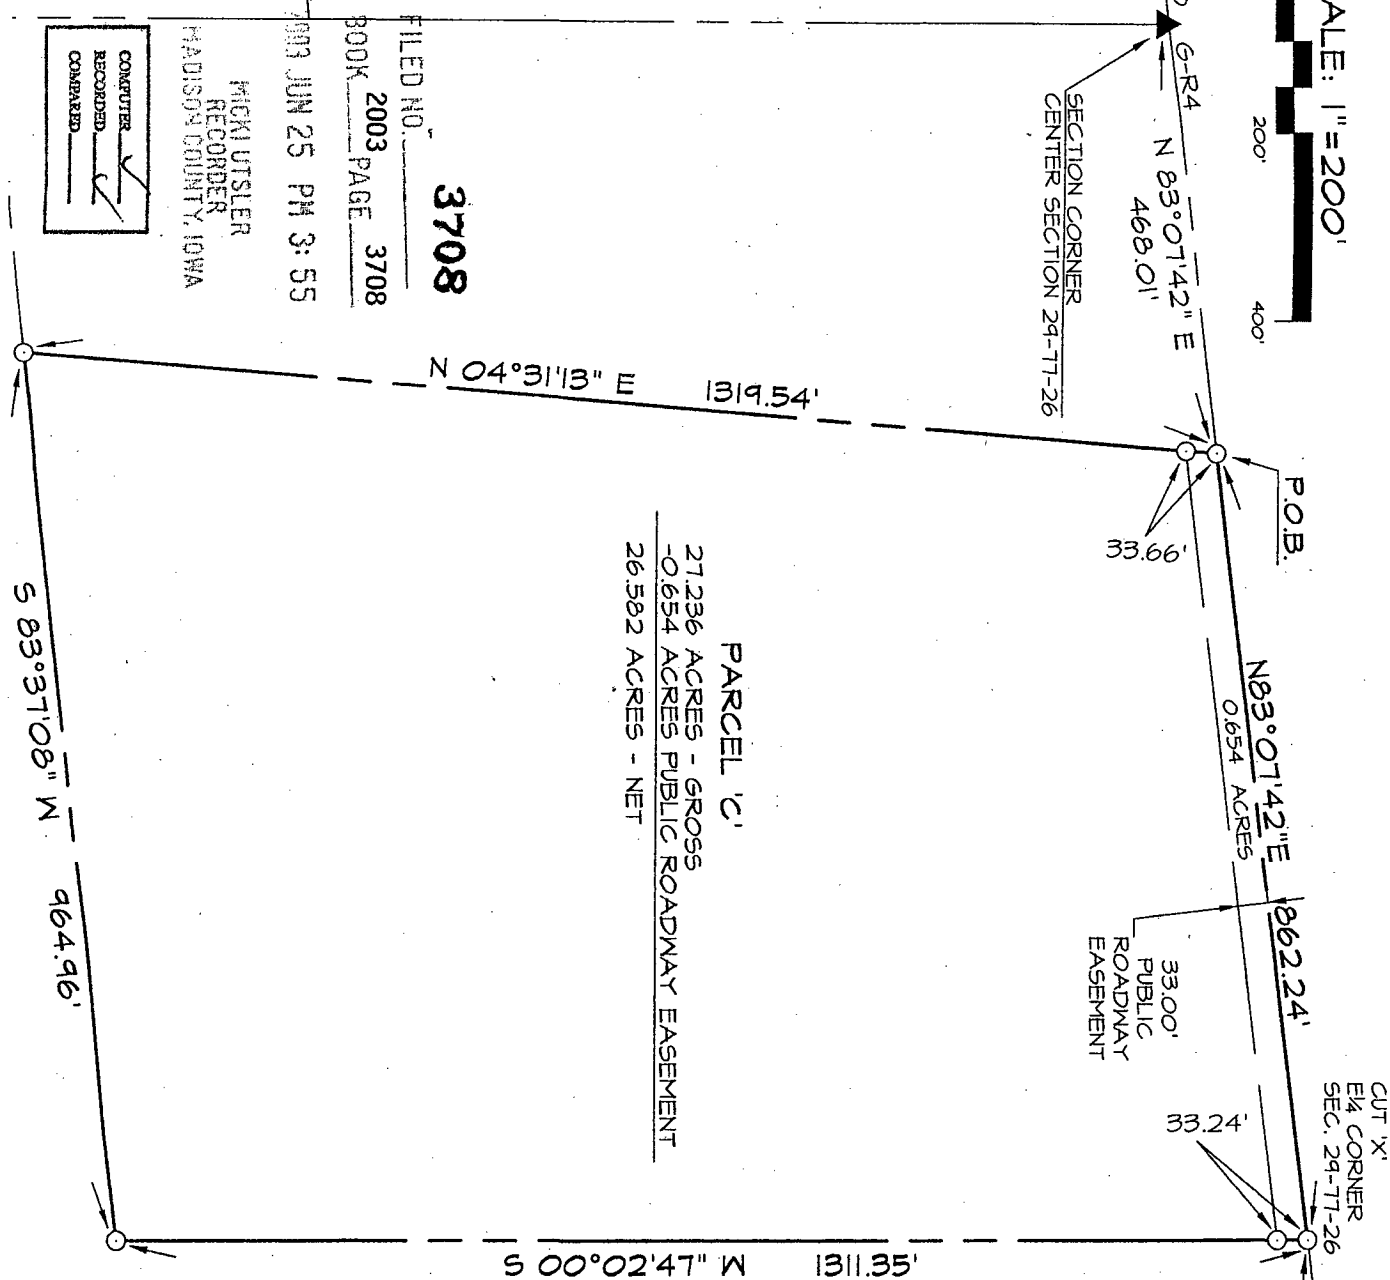 ALE: 1"=200'
200'
400'
G-R4
N 83°07'42" E
468.01'
SECTION CORNER
CENTER SECTION 29-77-26
P.O.B.
33.66'
N83°07'42"E 862.24'
0.654 ACRES
33.00'
PUBLIC
ROADWAY
EASEMENT
CUT 'X'
E¼ CORNER
SEC. 29-77-26
33.24'
N 04°31'13" E 1319.54'
PARCEL 'C'
27.236 ACRES - GROSS
-0.654 ACRES PUBLIC ROADWAY EASEMENT
26.582 ACRES - NET
S 00°02'47" W 1311.35'
S 83°37'08" W 964.96'
3708
FILED NO.
BOOK 2003 PAGE 3708
2003 JUN 25 PM 3:55
MICKI UTSLER
RECORDER
MADISON COUNTY, IOWA
COMPUTER
RECORDED
COMPARED